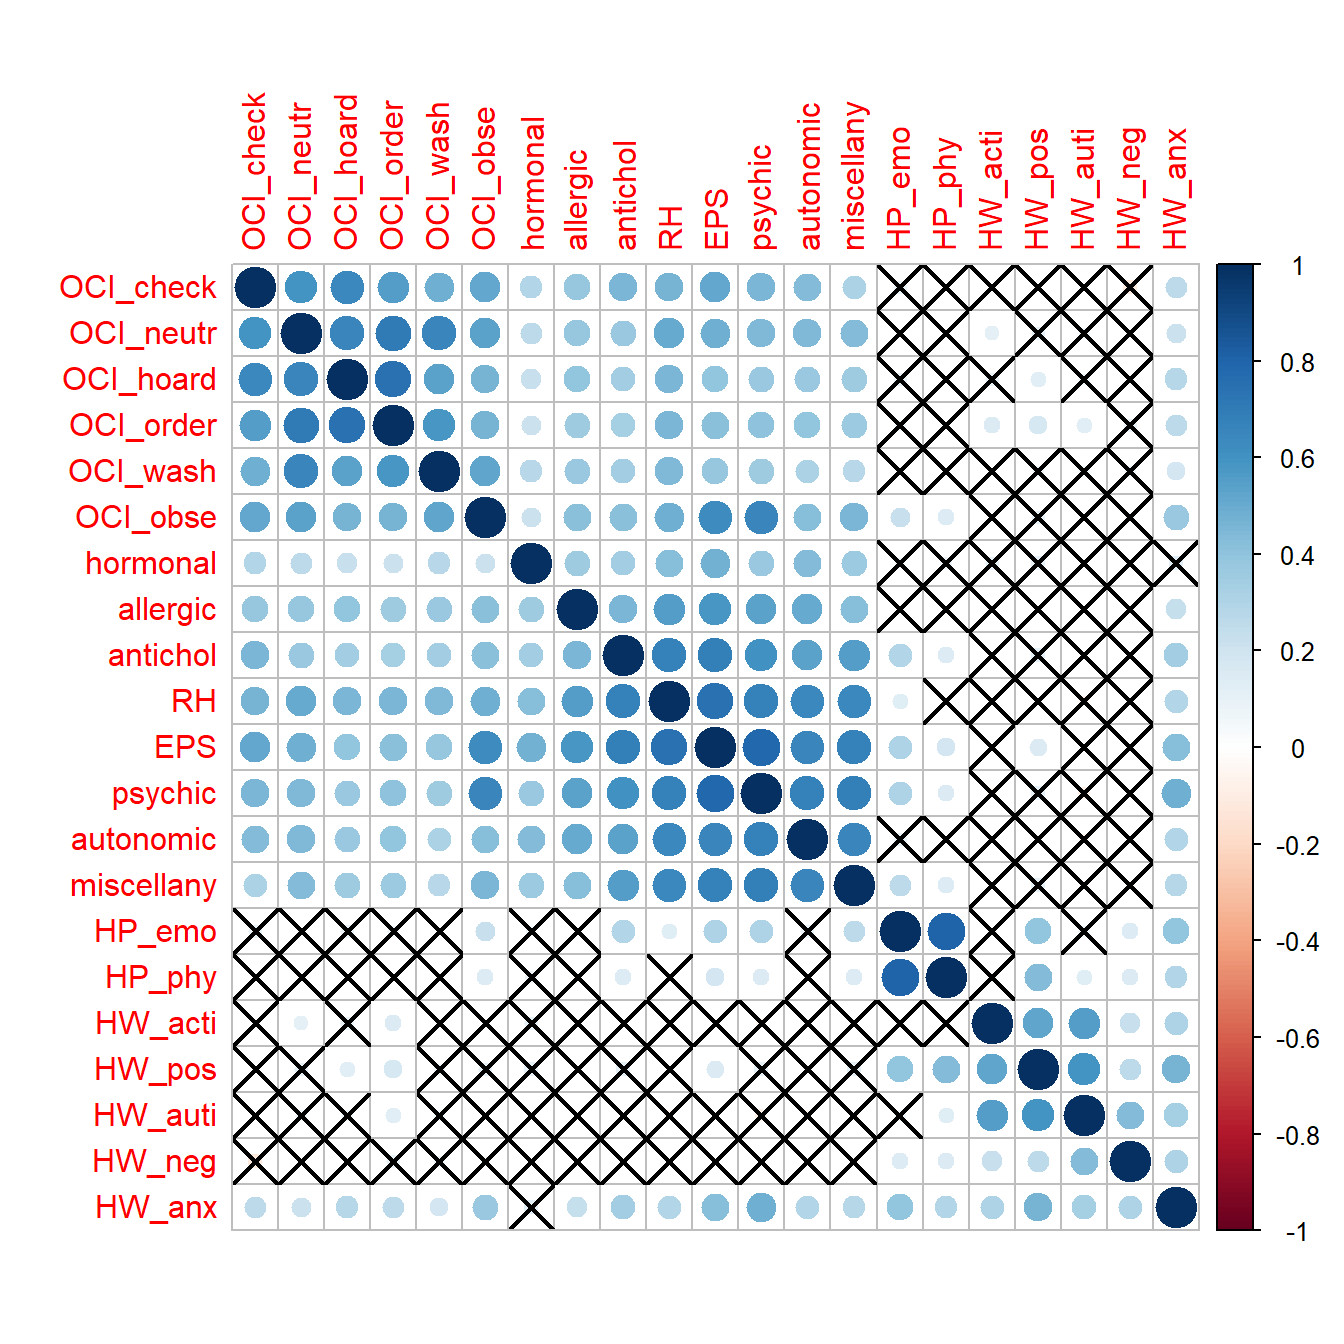 OCI_check
OCI_neutr
OCI_hoard
OCI_order
OCI_wash
OCI_obse
hormonal
allergic
antichol
RH
EPS
psychic
autonomic
miscellany
HP_emo
HP_phy
HW_acti
HW_pos
HW_auti
HW_neg
HW_anx
OCI_check
OCI_neutr
OCI_hoard
OCI_order
OCI_wash
OCI_obse
hormonal
allergic
antichol
RH
EPS
psychic
autonomic
miscellany
HP_emo
HP_phy
HW_acti
HW_pos
HW_auti
HW_neg
HW_anx
1
0.8
0.6
0.4
0.2
0
-0.2
-0.4
-0.6
-0.8
-1